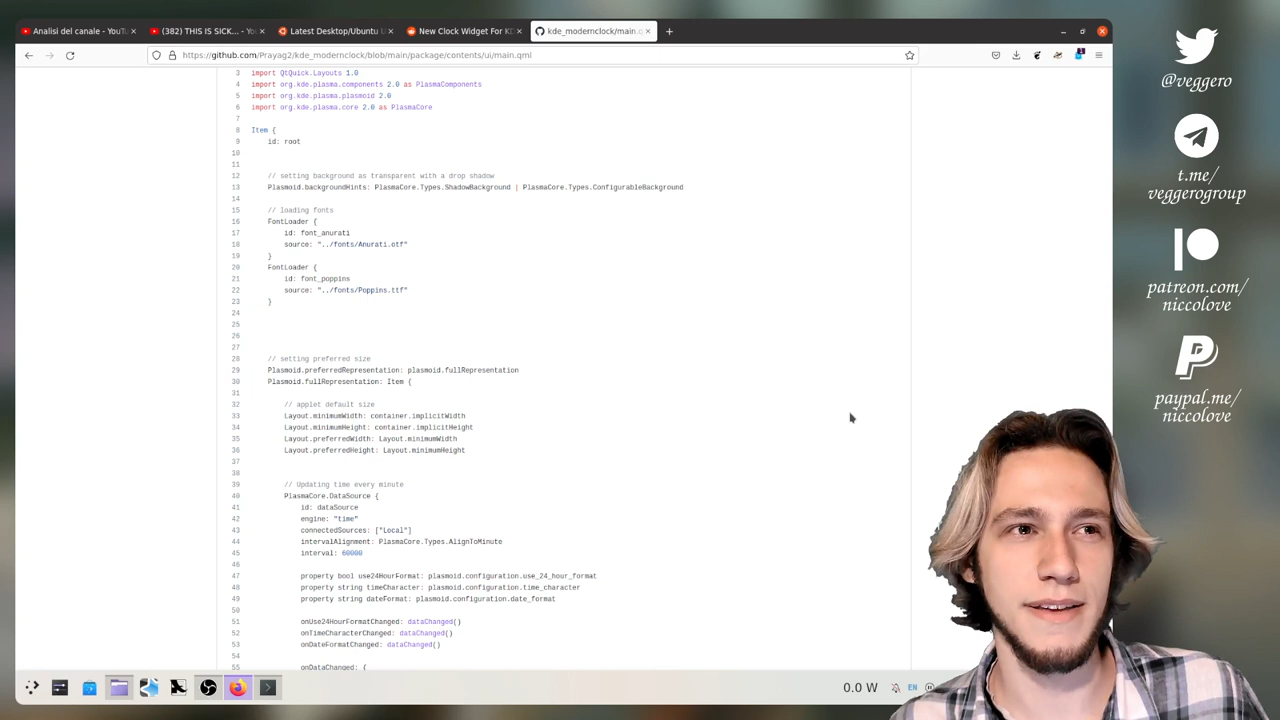 Analisi del canale - YouTu
(382) THIS IS SICK... - Yo
Latest Desktop/Ubuntu U
New Clock Widget For KD
kde_modernclock/main.q
https://github.com/Prayag2/kde_modernclock/blob/main/package/contents/ui/main.qml
3 import QtQuick.Layouts 1.0
4 import org.kde.plasma.components 2.0 as PlasmaComponents
5 import org.kde.plasma.plasmoid 2.0
6 import org.kde.plasma.core 2.0 as PlasmaCore
7
8 Item {
9 id: root
10
11
12 // setting background as transparent with a drop shadow
13 Plasmoid.backgroundHints: PlasmaCore.Types.ShadowBackground | PlasmaCore.Types.ConfigurableBackground
14
15 // loading fonts
16 FontLoader {
17 id: font_anurati
18 source: "../fonts/Anurati.otf"
19 }
20 FontLoader {
21 id: font_poppins
22 source: "../fonts/Poppins.ttf"
23 }
24
25
26
27
28 // setting preferred size
29 Plasmoid.preferredRepresentation: plasmoid.fullRepresentation
30 Plasmoid.fullRepresentation: Item {
31
32 // applet default size
33 Layout.minimumWidth: container.implicitWidth
34 Layout.minimumHeight: container.implicitHeight
35 Layout.preferredWidth: Layout.minimumWidth
36 Layout.preferredHeight: Layout.minimumHeight
37
38
39 // Updating time every minute
40 PlasmaCore.DataSource {
41 id: dataSource
42 engine: "time"
43 connectedSources: ["Local"]
44 intervalAlignment: PlasmaCore.Types.AlignToMinute
45 interval: 60000
46
47 property bool use24HourFormat: plasmoid.configuration.use_24_hour_format
48 property string timeCharacter: plasmoid.configuration.time_character
49 property string dateFormat: plasmoid.configuration.date_format
50
51 onUse24HourFormatChanged: dataChanged()
52 onTimeCharacterChanged: dataChanged()
53 onDateFormatChanged: dataChanged()
54
55 onDataChanged: {
0.0 W
EN
@veggero
t.me/
veggerogroup
patreon.com/
niccolove
paypal.me/
niccolove